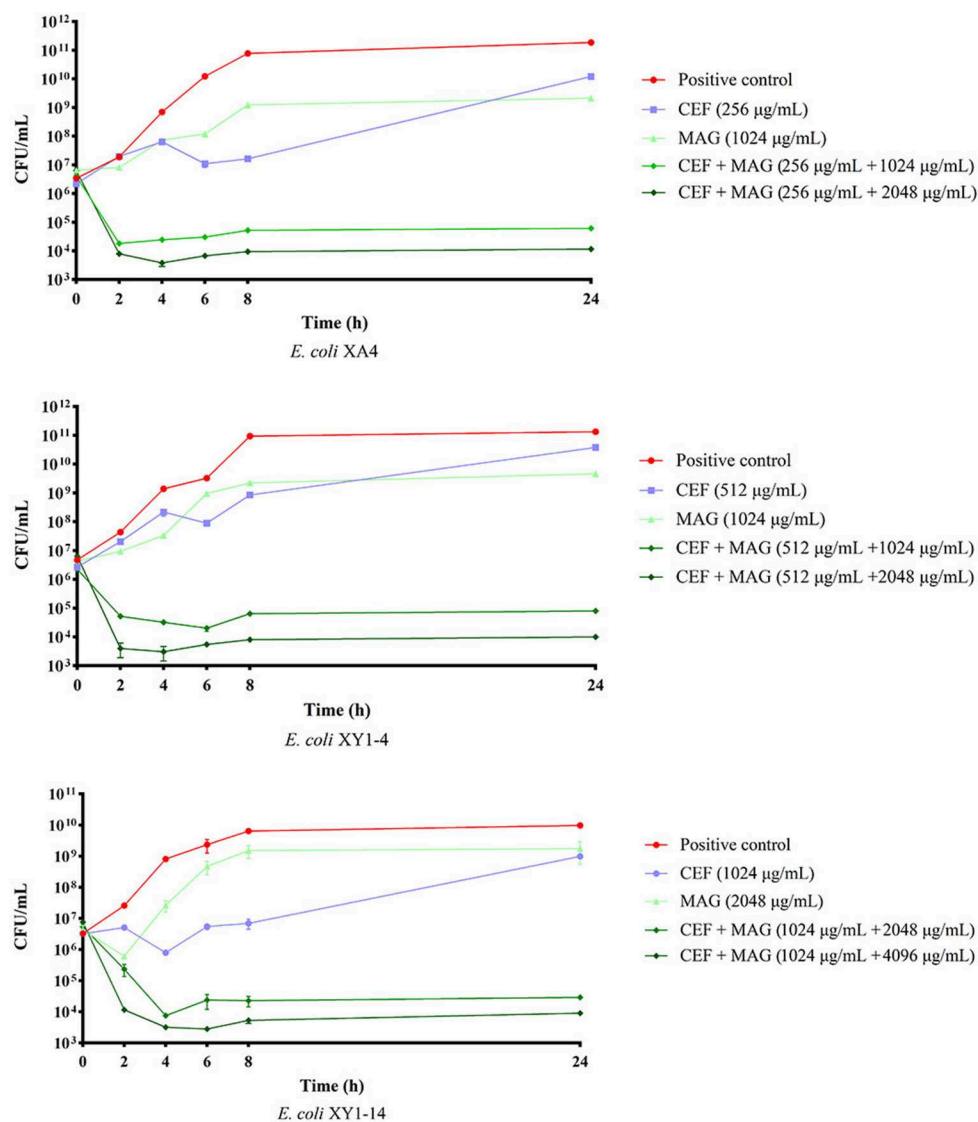 10¹²
10¹¹
10¹⁰
10⁹
10⁸
10⁷
10⁶
10⁵
10⁴
10³
CFU/mL
0 2 4 6 8 24
Time (h)
E. coli XA4
Positive control
CEF (256 µg/mL)
MAG (1024 µg/mL)
CEF + MAG (256 µg/mL + 1024 µg/mL)
CEF + MAG (256 µg/mL + 2048 µg/mL)
10¹²
10¹¹
10¹⁰
10⁹
10⁸
10⁷
10⁶
10⁵
10⁴
10³
CFU/mL
0 2 4 6 8 24
Time (h)
E. coli XY1-4
Positive control
CEF (512 µg/mL)
MAG (1024 µg/mL)
CEF + MAG (512 µg/mL +1024 µg/mL)
CEF + MAG (512 µg/mL +2048 µg/mL)
10¹¹
10¹⁰
10⁹
10⁸
10⁷
10⁶
10⁵
10⁴
10³
CFU/mL
0 2 4 6 8 24
Time (h)
E. coli XY1-14
Positive control
CEF (1024 µg/mL)
MAG (2048 µg/mL)
CEF + MAG (1024 µg/mL +2048 µg/mL)
CEF + MAG (1024 µg/mL +4096 µg/mL)